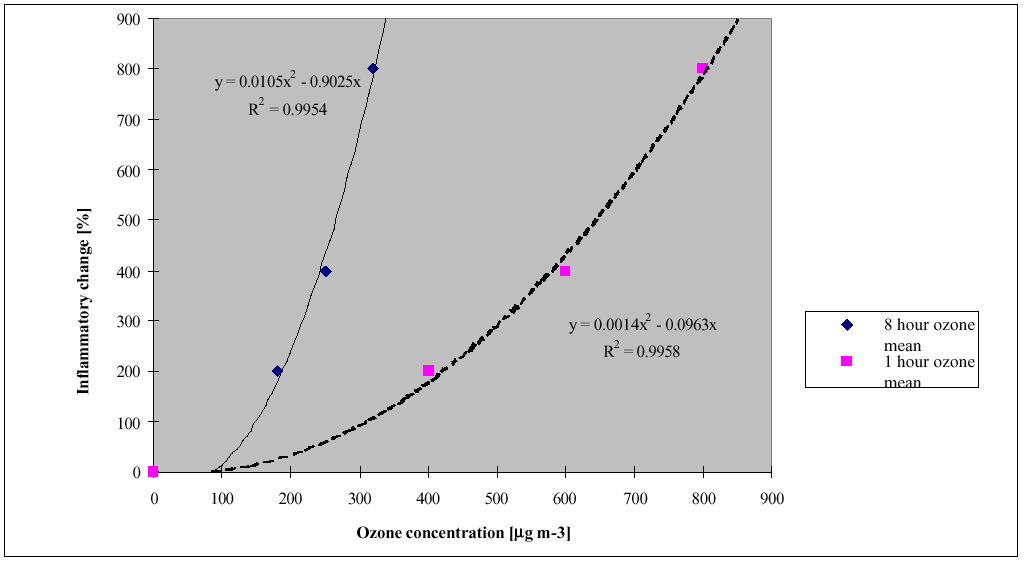 900
800
700
600
500
400
300
200
100
0
Inflammatory change [%]
y = 0.0105x² - 0.9025x
R² = 0.9954
y = 0.0014x² - 0.0963x
R² = 0.9958
0 100 200 300 400 500 600 700 800 900
Ozone concentration [µg m-3]
8 hour ozone
mean
1 hour ozone
mean